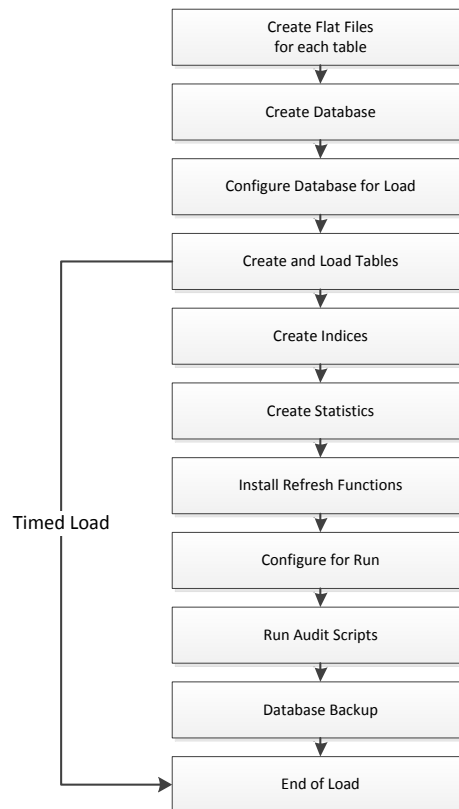 Create Flat Files
for each table
Create Database
Configure Database for Load
Create and Load Tables
Create Indices
Create Statistics
Install Refresh Functions
Timed Load
Configure for Run
Run Audit Scripts
Database Backup
End of Load